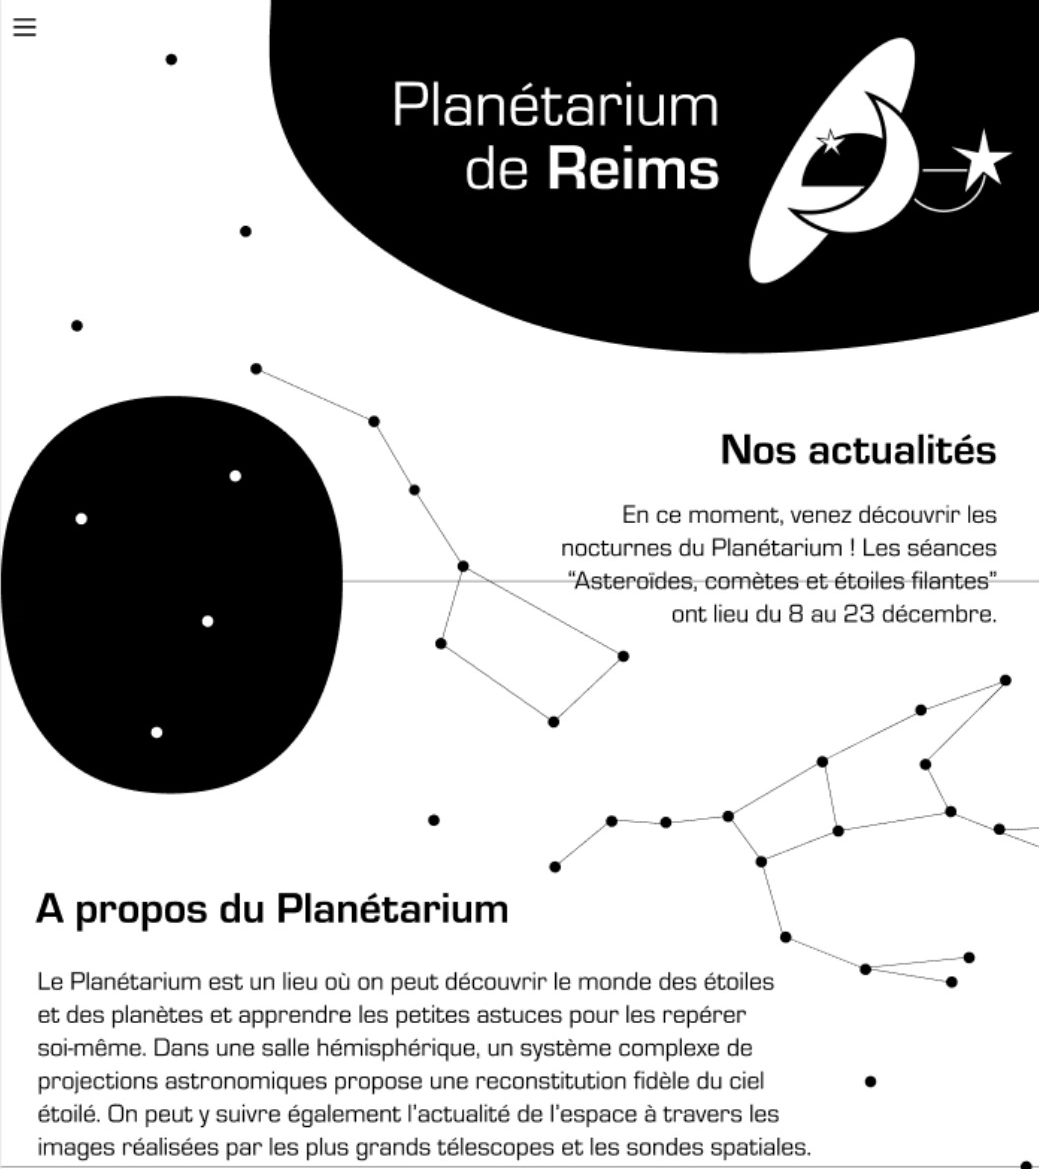 Planétarium
de Reims
Nos actualités
En ce moment, venez découvrir les
nocturnes du Planétarium ! Les séances
“Asteroïdes, comètes et étoiles filantes”
ont lieu du 8 au 23 décembre.
A propos du Planétarium
Le Planétarium est un lieu où on peut découvrir le monde des étoiles
et des planètes et apprendre les petites astuces pour les repérer
soi-même. Dans une salle hémisphérique, un système complexe de
projections astronomiques propose une reconstitution fidèle du ciel
étoilé. On peut y suivre également l'actualité de l'espace à travers les
images réalisées par les plus grands télescopes et les sondes spatiales.